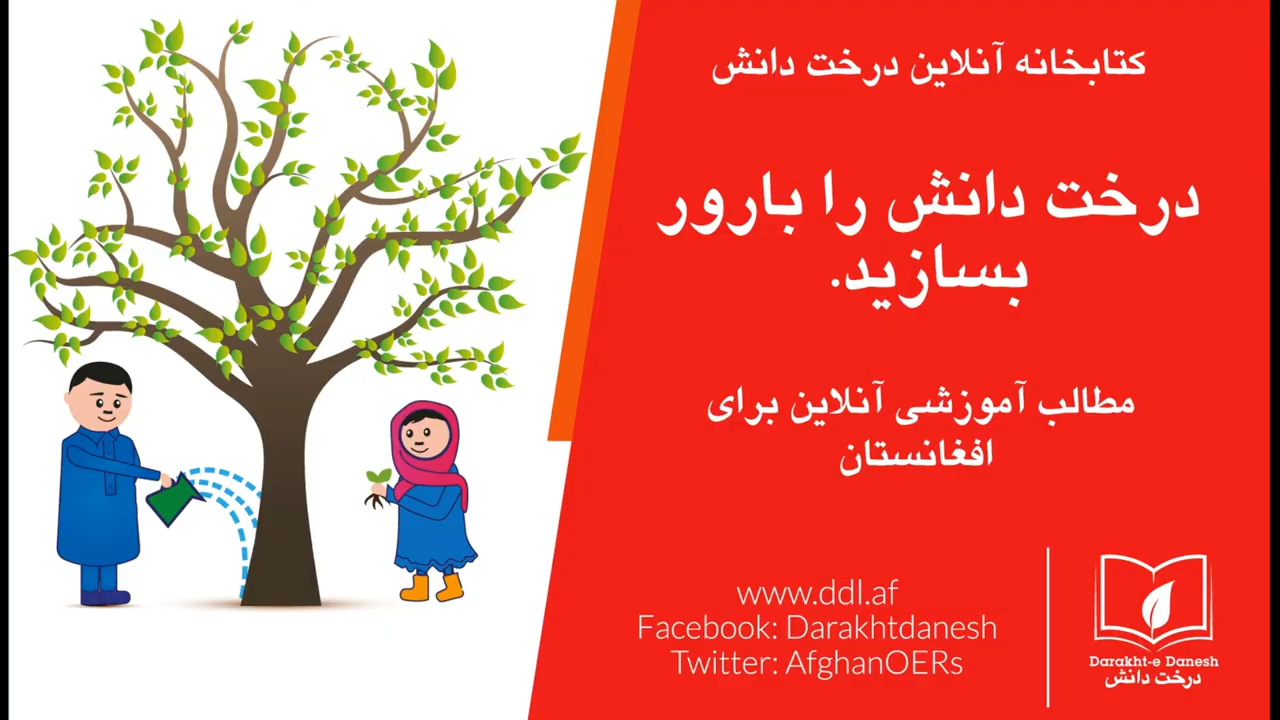 کتابخانه آنلاین درخت دانش
درخت دانش را بارور
بسازید.
مطالب آموزشی آنلاین برای
افغانستان
www.ddl.af
Facebook: Darakhtdanesh
Twitter: AfghanOERs
Darakht-e Danesh
درخت دانش